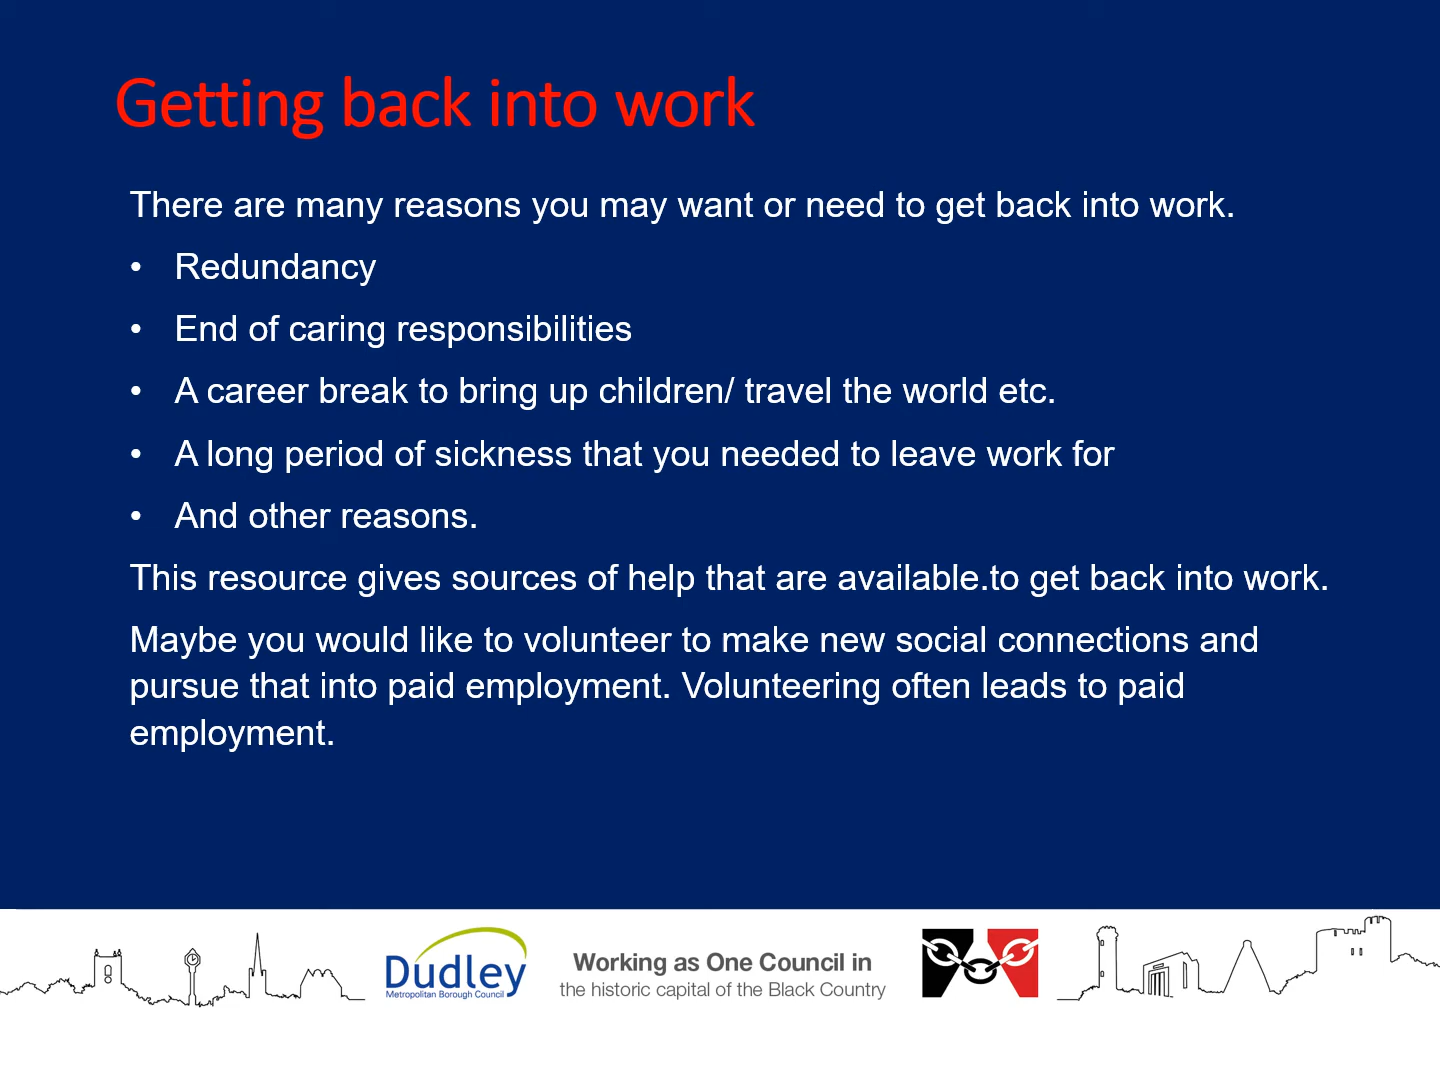 Getting back into work
There are many reasons you may want or need to get back into work.
• Redundancy
• End of caring responsibilities
• A career break to bring up children/ travel the world etc.
• A long period of sickness that you needed to leave work for
• And other reasons.
This resource gives sources of help that are available.to get back into work.
Maybe you would like to volunteer to make new social connections and
pursue that into paid employment. Volunteering often leads to paid
employment.
Dudley
Metropolitan Borough Council
Working as One Council in
the historic capital of the Black Country